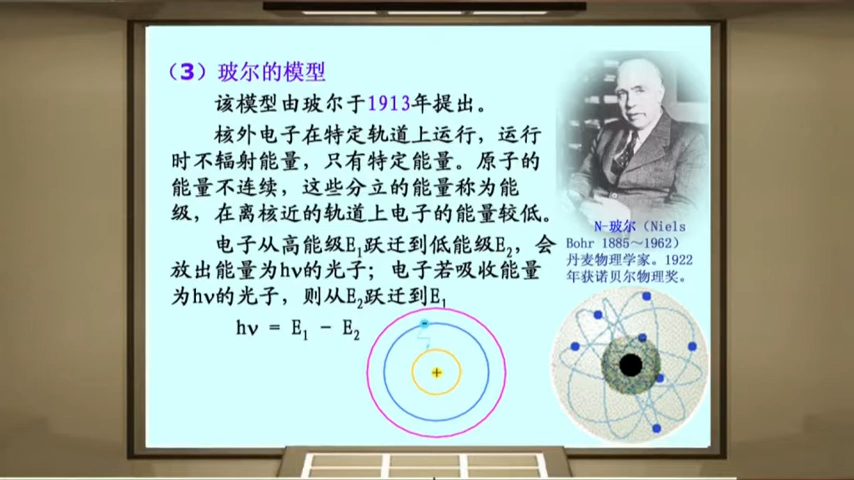 （3）玻尔的模型
该模型由玻尔于1913年提出。
核外电子在特定轨道上运行，运行
时不辐射能量，只有特定能量。原子的
能量不连续，这些分立的能量称为能
级，在离核近的轨道上电子的能量较低。
电子从高能级E₁跃迁到低能级E₂，会
放出能量为hν的光子；电子若吸收能量
为hν的光子，则从E₂跃迁到E₁
hν = E₁ − E₂
N-玻尔（Niels
Bohr 1885～1962）
丹麦物理学家。1922
年获诺贝尔物理奖。
−
+